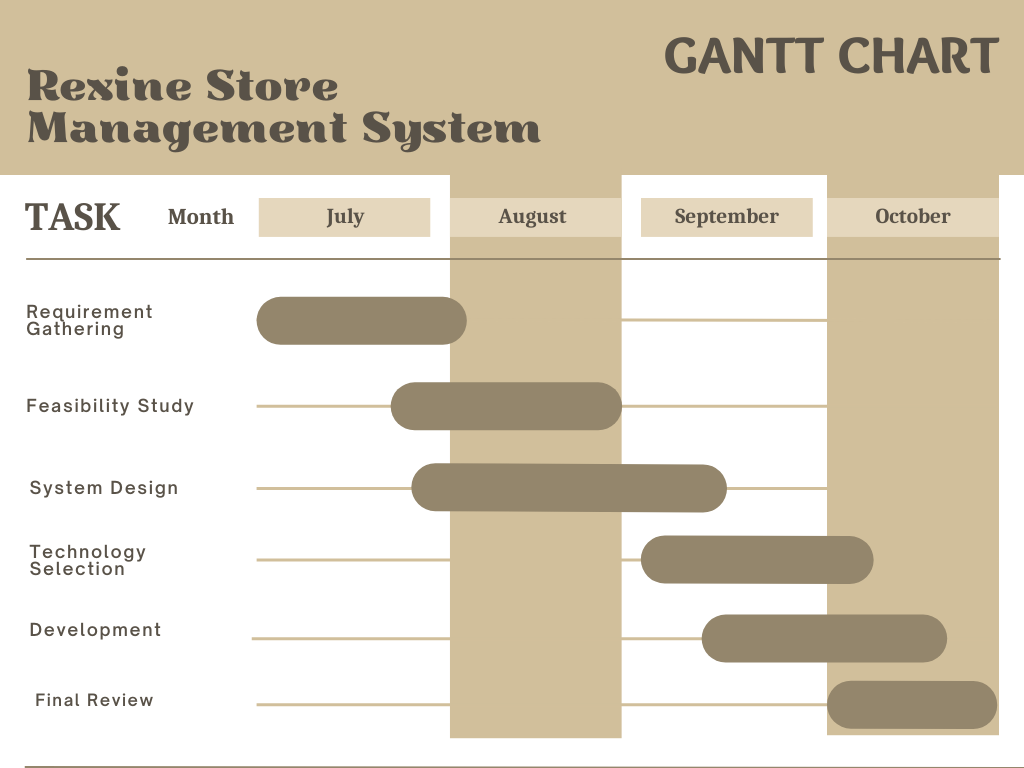 GANTT CHART
Rexine Store
Management System
TASK Month July August September October
Requirement
Gathering
Feasibility Study
System Design
Technology
Selection
Development
Final Review